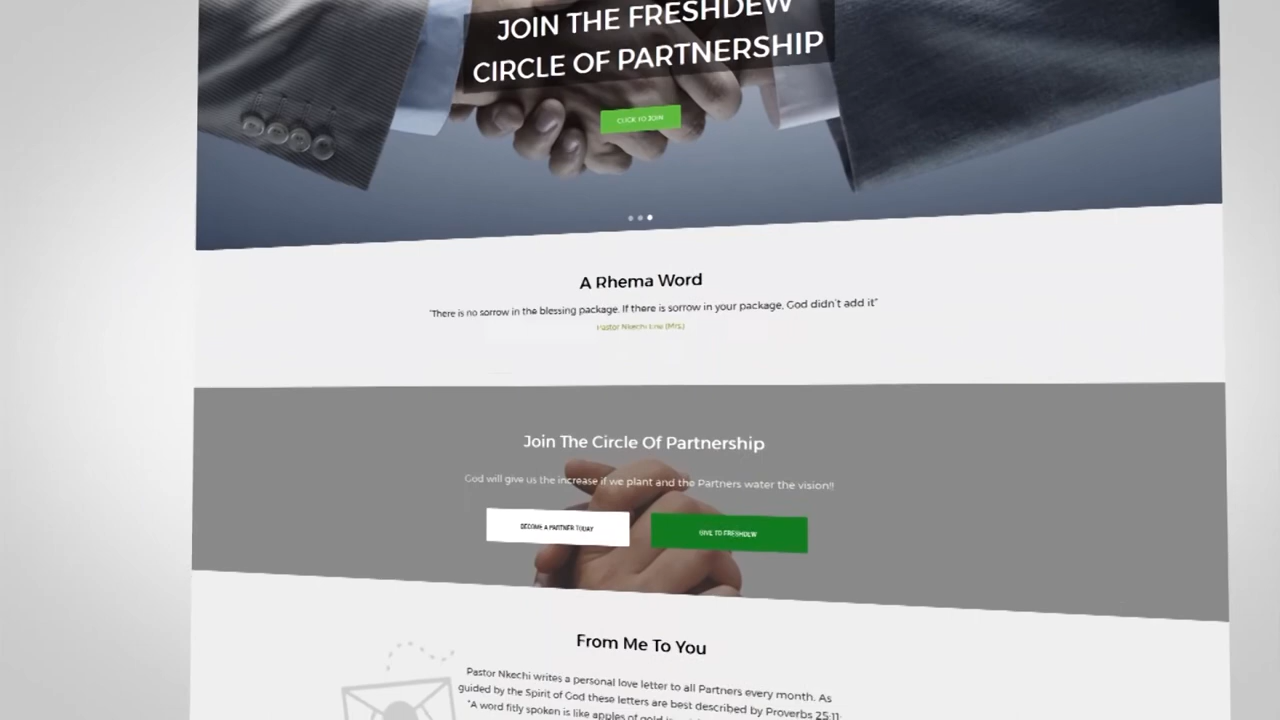 JOIN THE FRESHDEW
CIRCLE OF PARTNERSHIP
CLICK TO JOIN
A Rhema Word
"There is no sorrow in the blessing package. If there is sorrow in your package, God didn't add it"
Pastor Nkechi Ene (Mrs.)
Join The Circle Of Partnership
God will give us the increase if we plant and the Partners water the vision!!
BECOME A PARTNER TODAY
GIVE TO FRESHDEW
From Me To You
Pastor Nkechi writes a personal love letter to all Partners every month. As
guided by the Spirit of God these letters are best described by Proverbs 25:11:
"A word fitly spoken is like apples of gold